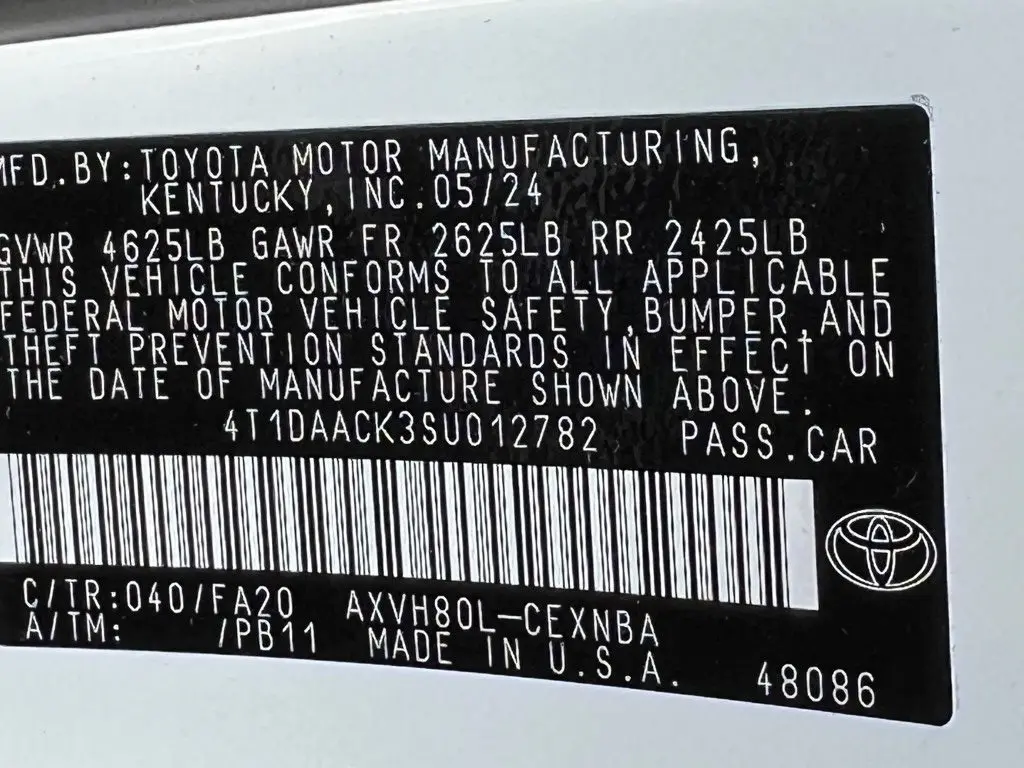 MFD. BY: TOYOTA MOTOR MANUFACTURING,
KENTUCKY, INC. 05/24
GVWR 4625LB GAWR FR 2625LB RR 2425LB
THIS VEHICLE CONFORMS TO ALL APPLICABLE
FEDERAL MOTOR VEHICLE SAFETY, BUMPER, AND
THEFT PREVENTION STANDARDS IN EFFECT ON
THE DATE OF MANUFACTURE SHOWN ABOVE.
4T1DAACK3SU012782 PASS. CAR
C/TR: 040/FA20 AXVH80L-CEXNBA
A/TM: /PB11 MADE IN U.S.A.
48086